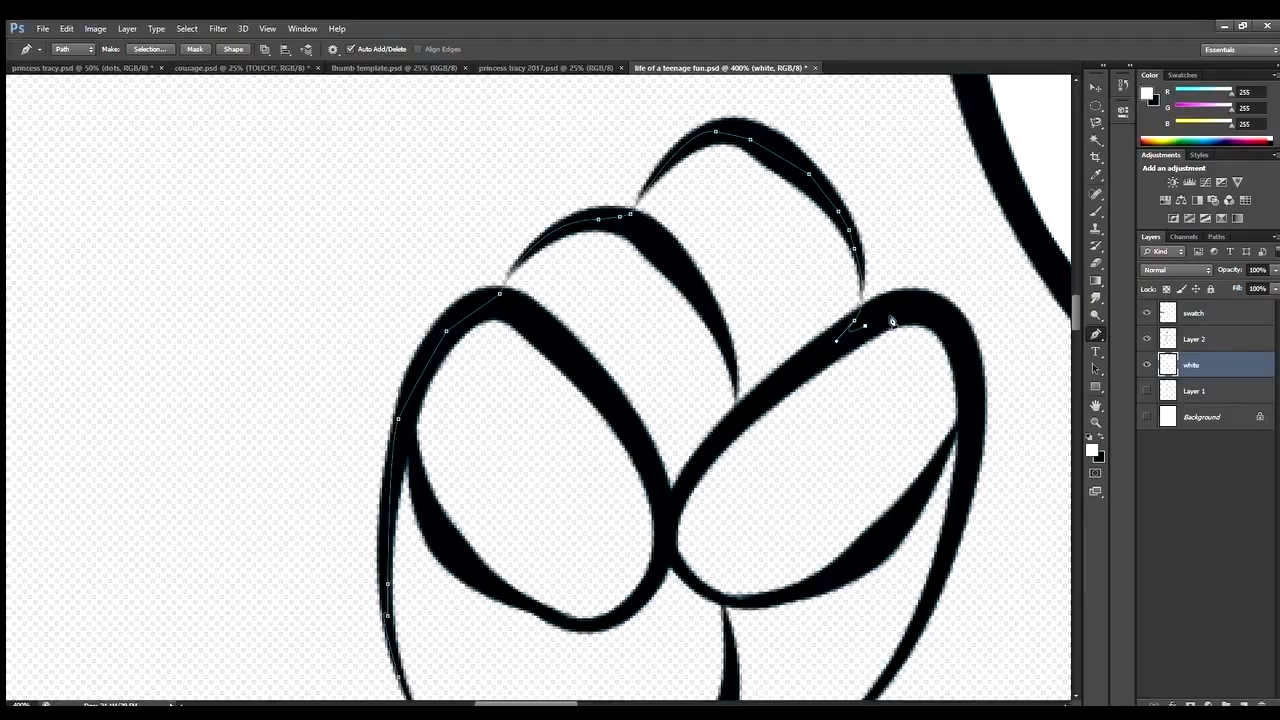 Ps File Edit Image Layer Type Select Filter 3D View Window Help
Path Make: Selection... Mask Shape Auto Add/Delete Align Edges Essentials
princess tracy.psd @ 50% (dots, RGB/8) * × courage.psd @ 25% (TOUCH!, RGB/8) * × thumb template.psd @ 25% (RGB/8) × princess tracy 2017.psd @ 25% (RGB/8) × life of a teenage fun.psd @ 400% (white, RGB/8) * ×
Color Swatches
R 255
G 255
B 255
Adjustments Styles
Add an adjustment
Layers Channels Paths
Kind
Normal Opacity: 100%
Lock: Fill: 100%
swatch
Layer 2
white
Layer 1
Background
400%